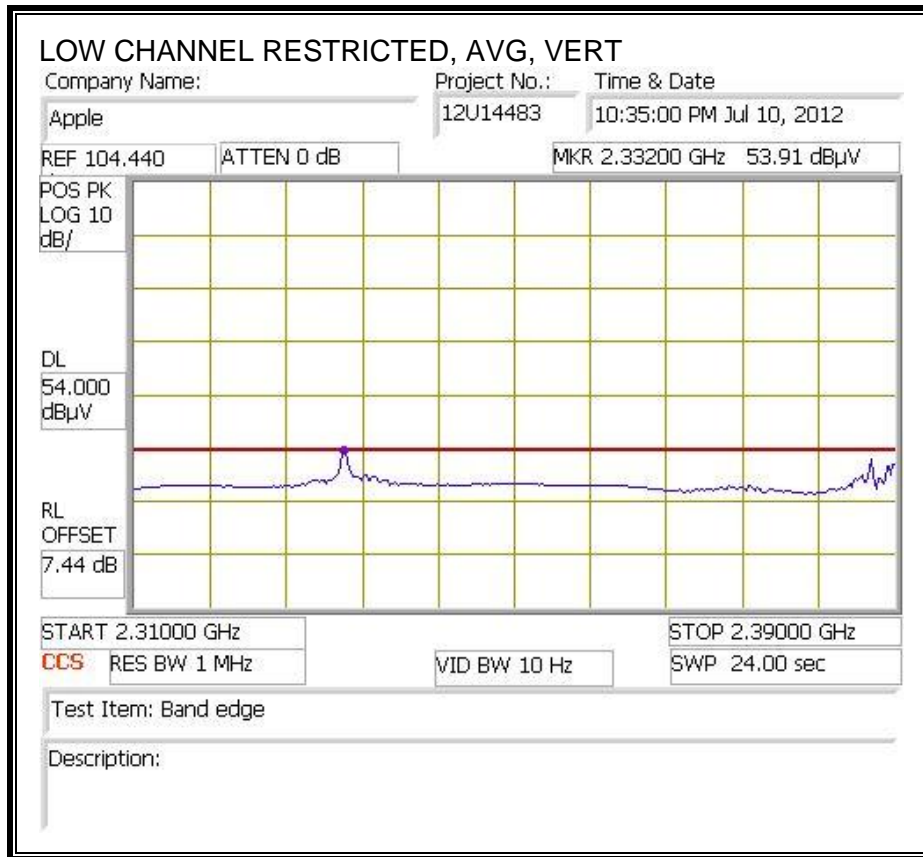 LOW CHANNEL RESTRICTED, AVG, VERT
Company Name: Project No.: Time & Date
Apple 12U14483 10:35:00 PM Jul 10, 2012
REF 104.440 ATTEN 0 dB MKR 2.33200 GHz 53.91 dBµV
POS PK
LOG 10
dB/
DL
54.000
dBµV
RL
OFFSET
7.44 dB
START 2.31000 GHz STOP 2.39000 GHz
CCS RES BW 1 MHz VID BW 10 Hz SWP 24.00 sec
Test Item: Band edge
Description: